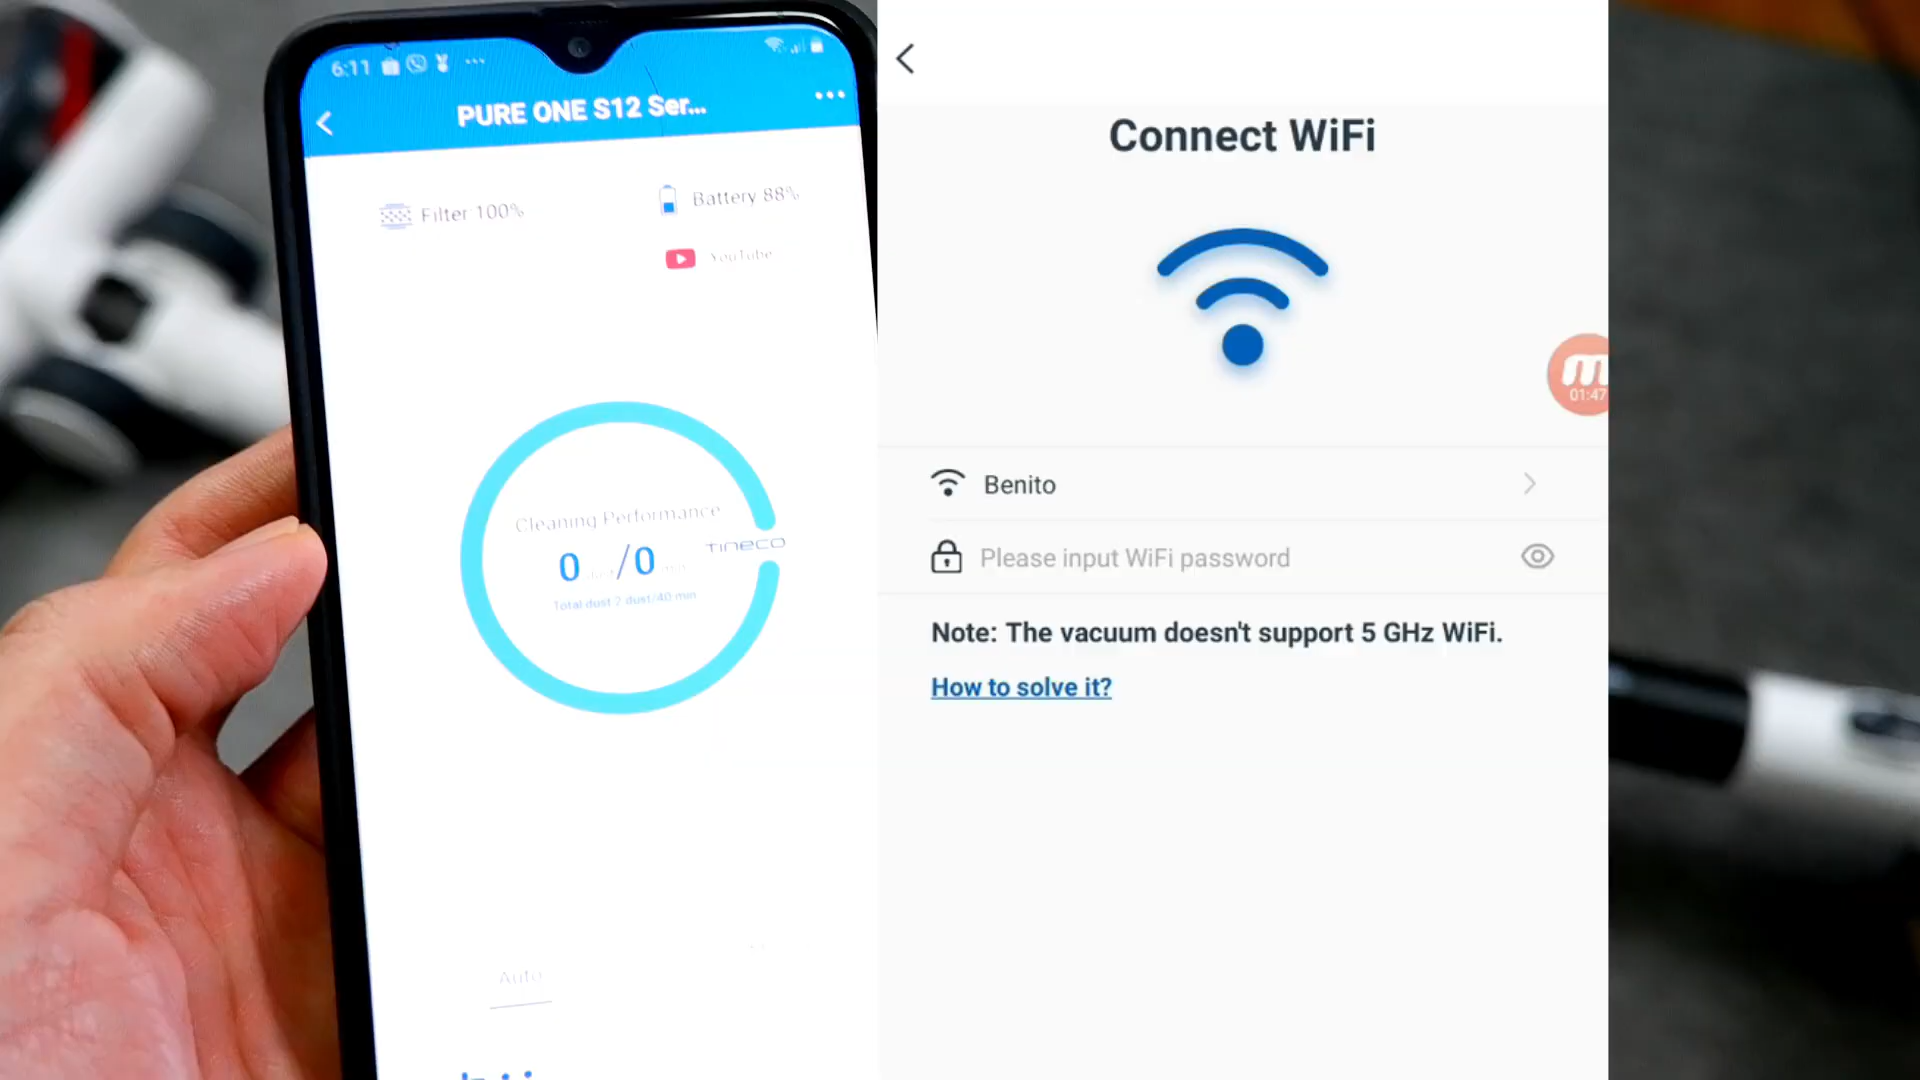 6:11
PURE ONE S12 Ser...
Filter 100%
Battery 88%
YouTube
Cleaning Performance
0 /0
TINECO
Total dust 2 dust/40 min
Auto
Connect WiFi
01:47
Benito
Please input WiFi password
Note: The vacuum doesn't support 5 GHz WiFi.
How to solve it?